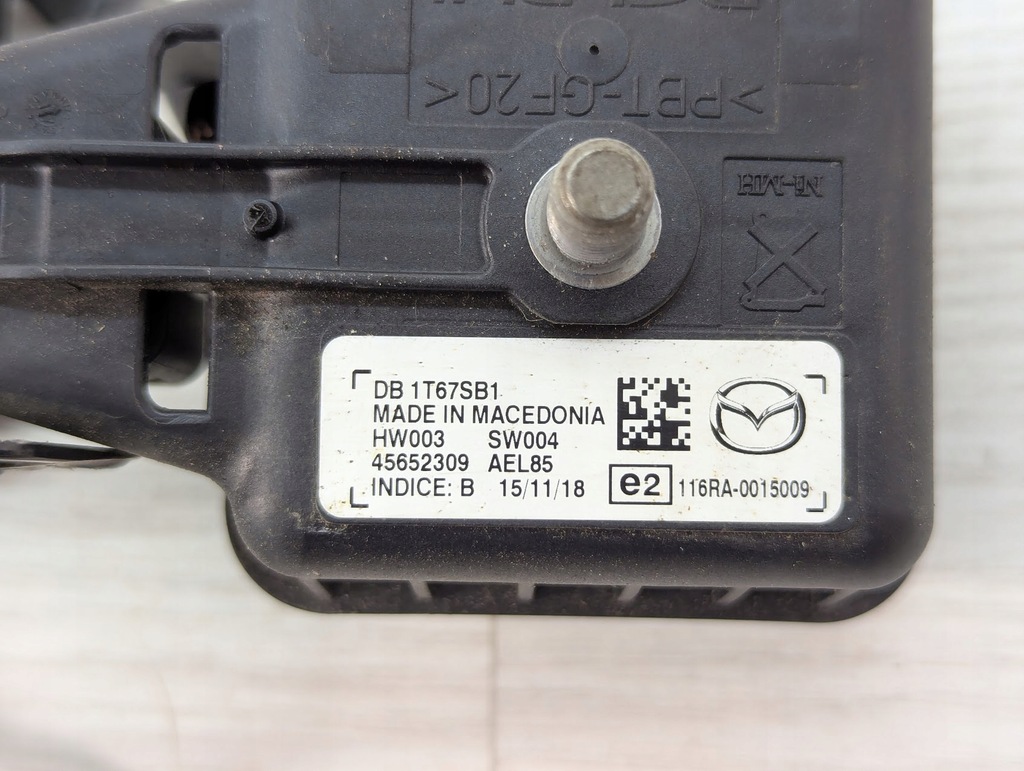 >PBT-GF20<
Ni-MH
DB 1T67SB1
MADE IN MACEDONIA
HW003 SW004
45652309 AEL85
INDICE: B 15/11/18 e2 116RA-0015009